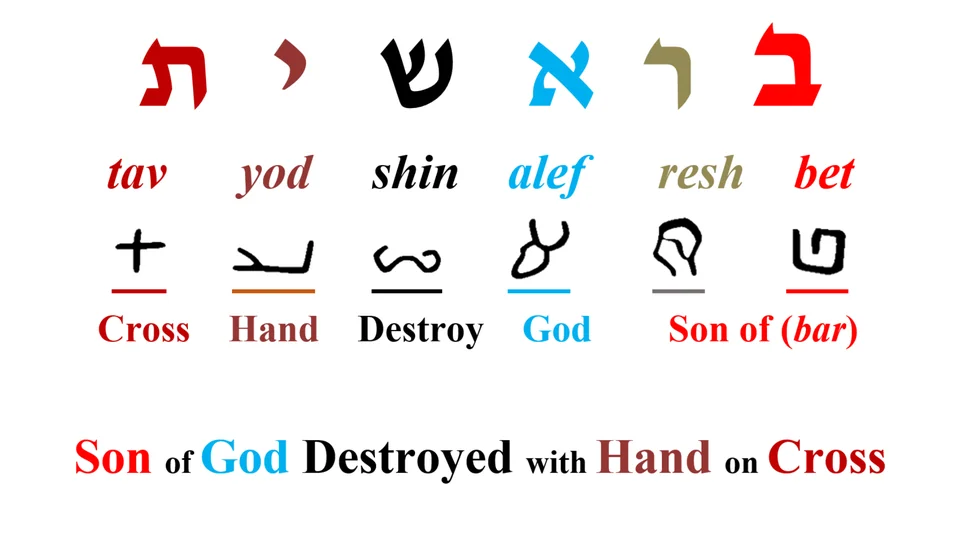 בראשית
tav yod shin alef resh bet
Cross Hand Destroy God Son of (bar)
Son of God Destroyed with Hand on Cross